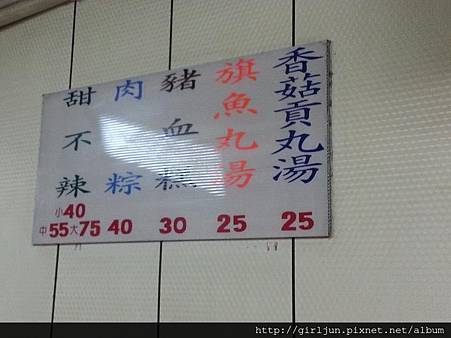 香菇貢丸湯
25
旗魚丸湯
25
豬血糕
30
肉粽
40
甜不辣
小40
中55大75
http://girljun.pixnet.net/album